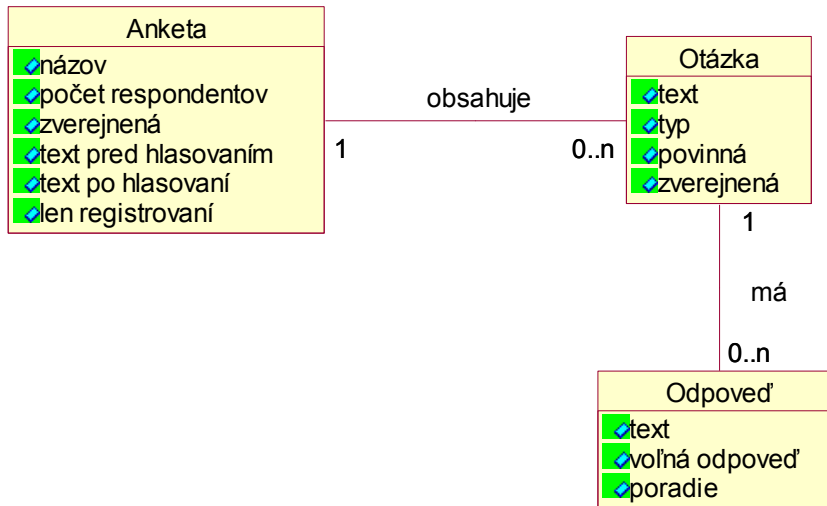 Anketa
názov
počet respondentov
zverejnená
text pred hlasovaním
text po hlasovaní
len registrovaní
obsahuje
1
0..n
Otázka
text
typ
povinná
zverejnená
1
má
0..n
Odpoveď
text
voľná odpoveď
poradie